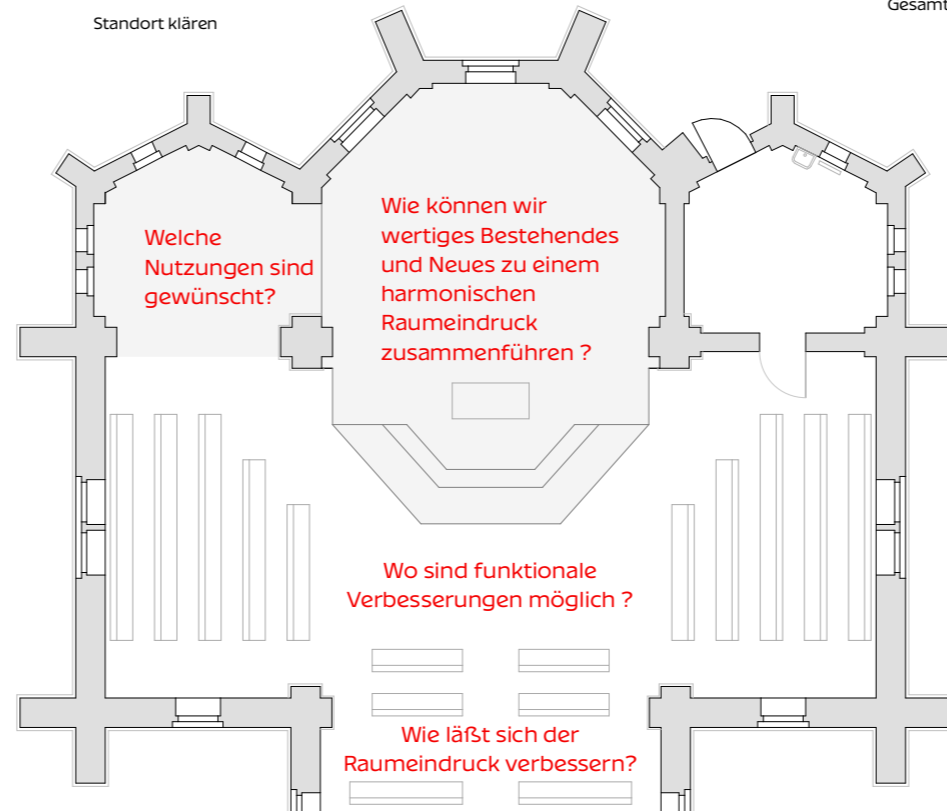 Standort klären
Gesamt
Welche
Nutzungen sind
gewünscht?
Wie können wir
wertiges Bestehendes
und Neues zu einem
harmonischen
Raumeindruck
zusammenführen ?
Wo sind funktionale
Verbesserungen möglich ?
Wie läßt sich der
Raumeindruck verbessern?